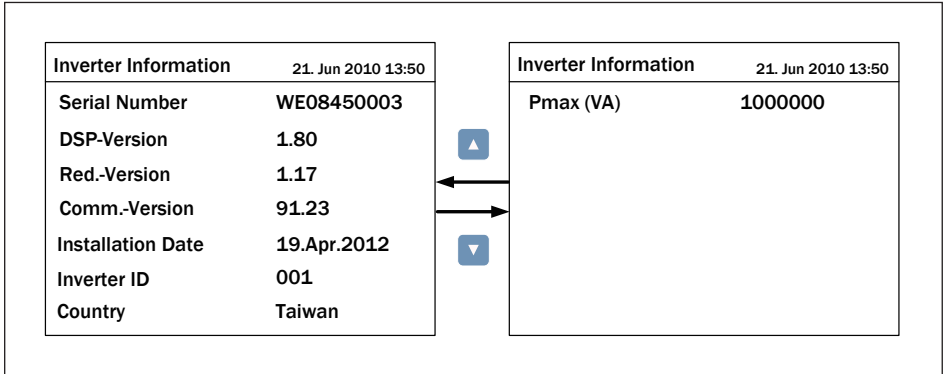 Inverter Information 21. Jun 2010 13:50
Serial Number WE08450003
DSP-Version 1.80
Red.-Version 1.17
Comm.-Version 91.23
Installation Date 19.Apr.2012
Inverter ID 001
Country Taiwan
Inverter Information 21. Jun 2010 13:50
Pmax (VA) 1000000